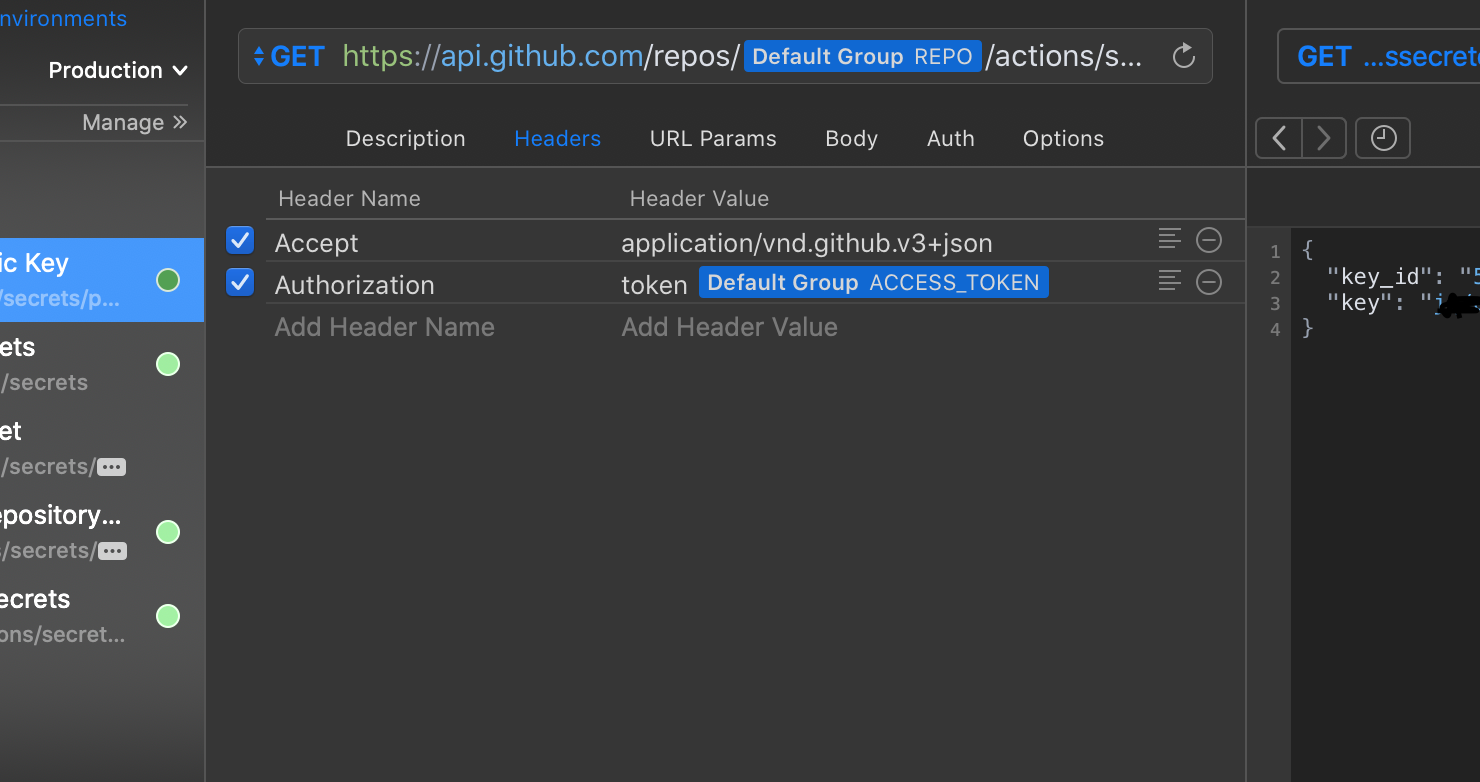 nvironments
Production
Manage
ic Key
/secrets/p...
ets
/secrets
et
/secrets/
epository...
/secrets/
ecrets
ons/secret...
GET https://api.github.com/repos/ Default Group REPO /actions/s...
Description Headers URL Params Body Auth Options
Header Name Header Value
Accept application/vnd.github.v3+json
Authorization token Default Group ACCESS_TOKEN
Add Header Name Add Header Value
GET ...ssecret
1 {
2 "key_id": "5
3 "key": "j
4 }